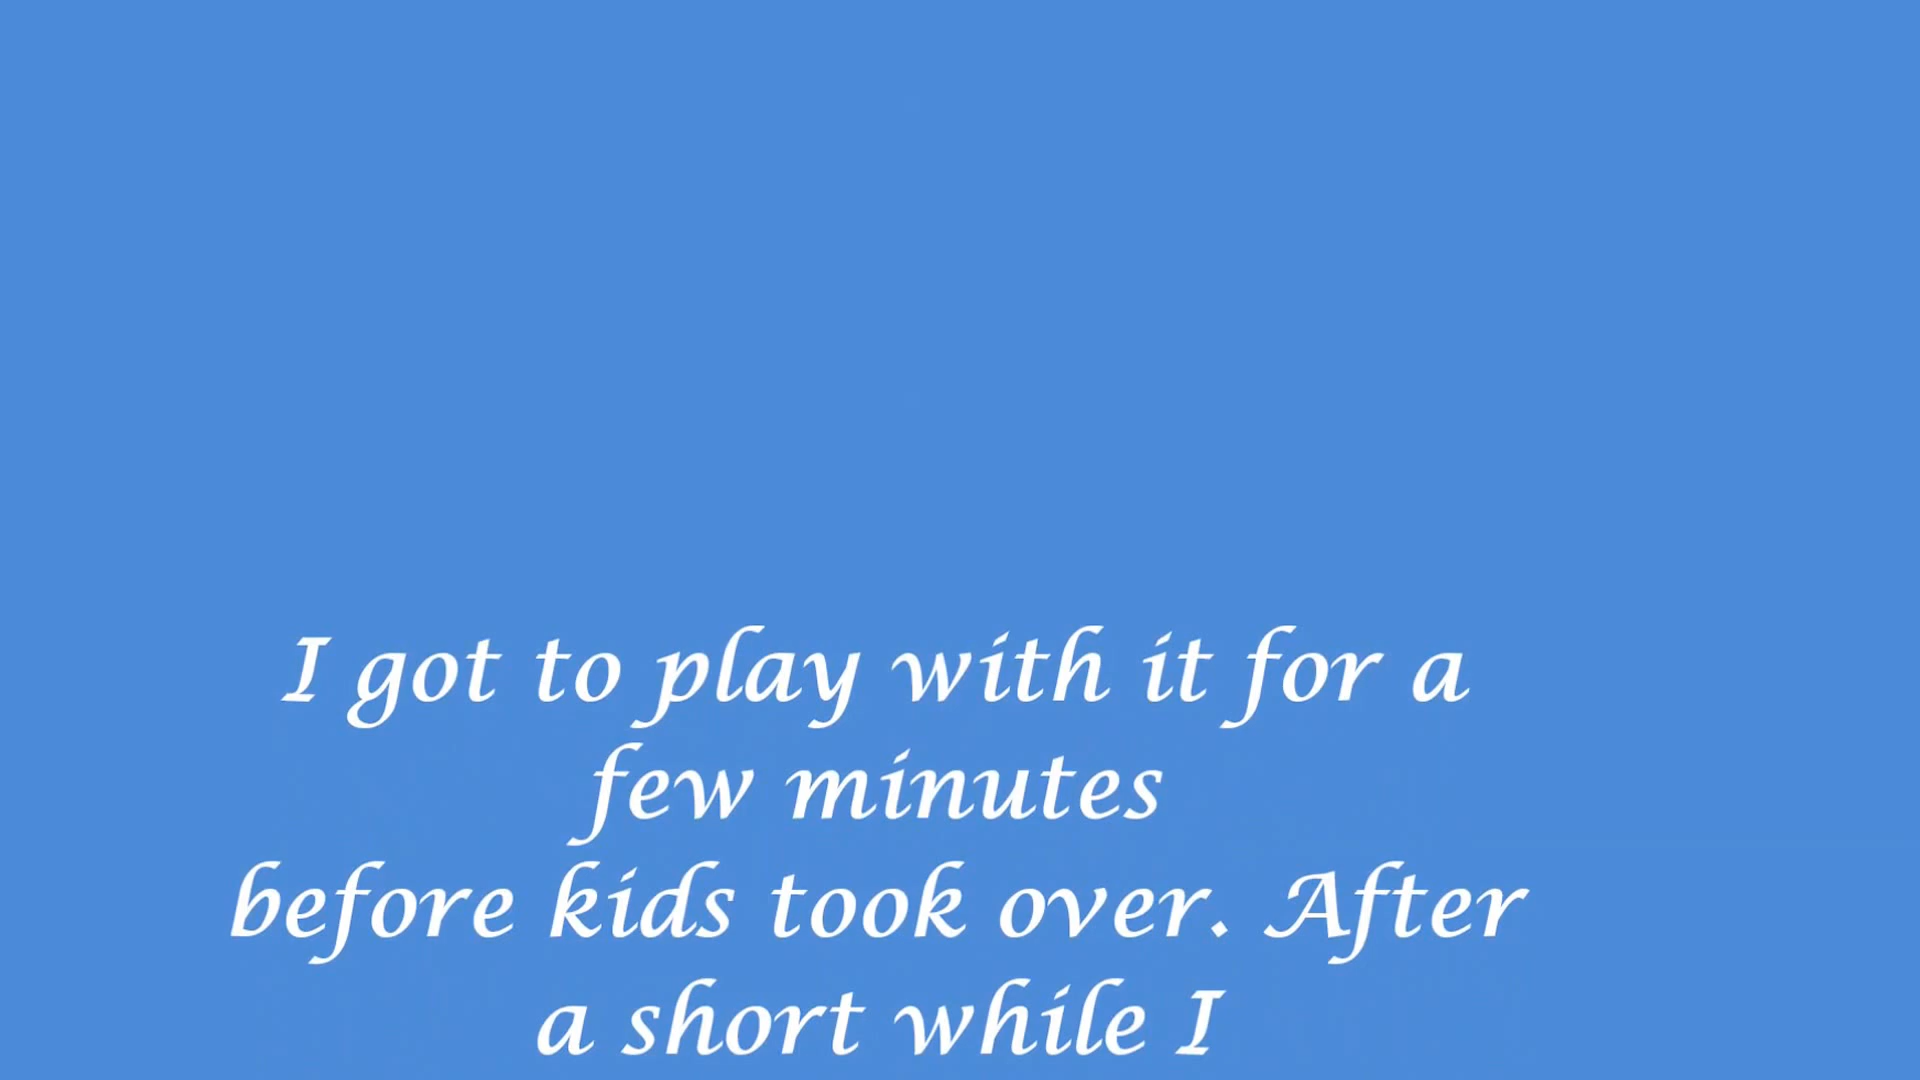 I got to play with it for a
few minutes
before kids took over. After
a short while I